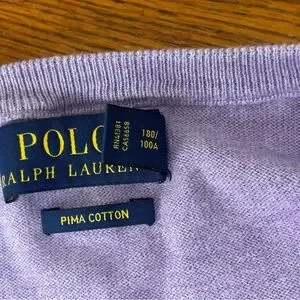 POLO
RALPH LAUREN
RN41381
CA56658
180/
100A
PIMA COTTON